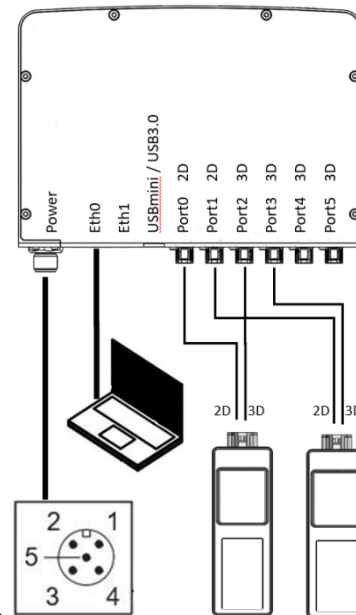 Power
Eth0
Eth1
USBmini / USB3.0
Port0 2D
Port1 2D
Port2 3D
Port3 3D
Port4 3D
Port5 3D
2D 3D
2D 3D
2 1
5
3 4